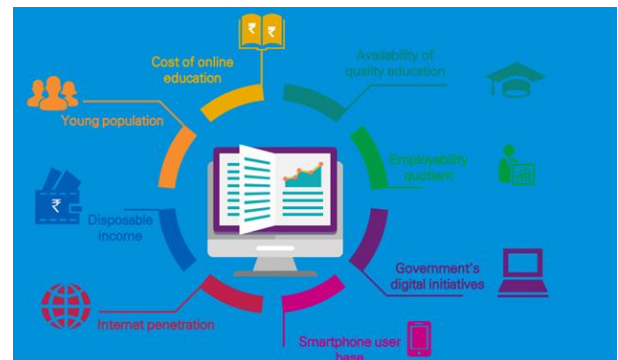 ₹ ₹
Cost of online
education
Availability of
quality education
Young population
Employability
quotient
₹
Disposable
income
Government's
digital initiatives
Internet penetration
Smartphone user
base